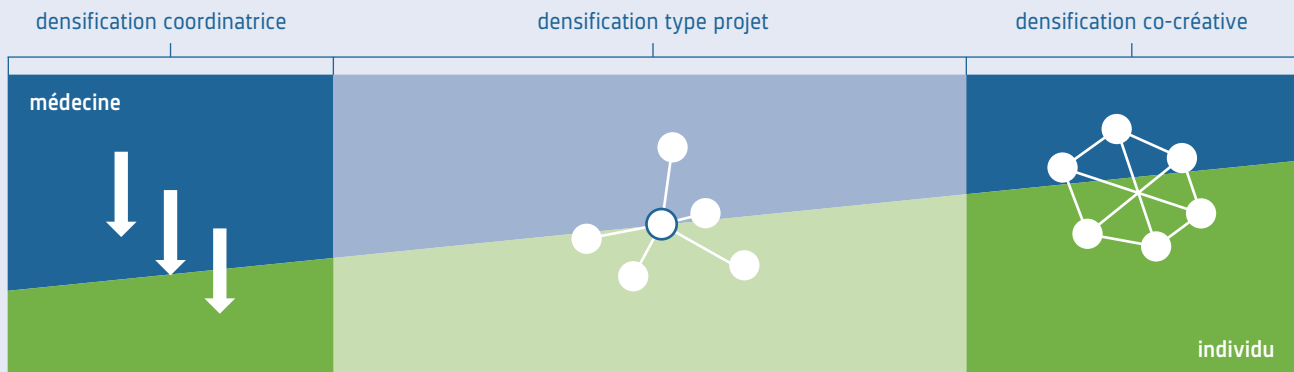 densification coordinatrice
densification type projet
densification co-créative
médecine
individu